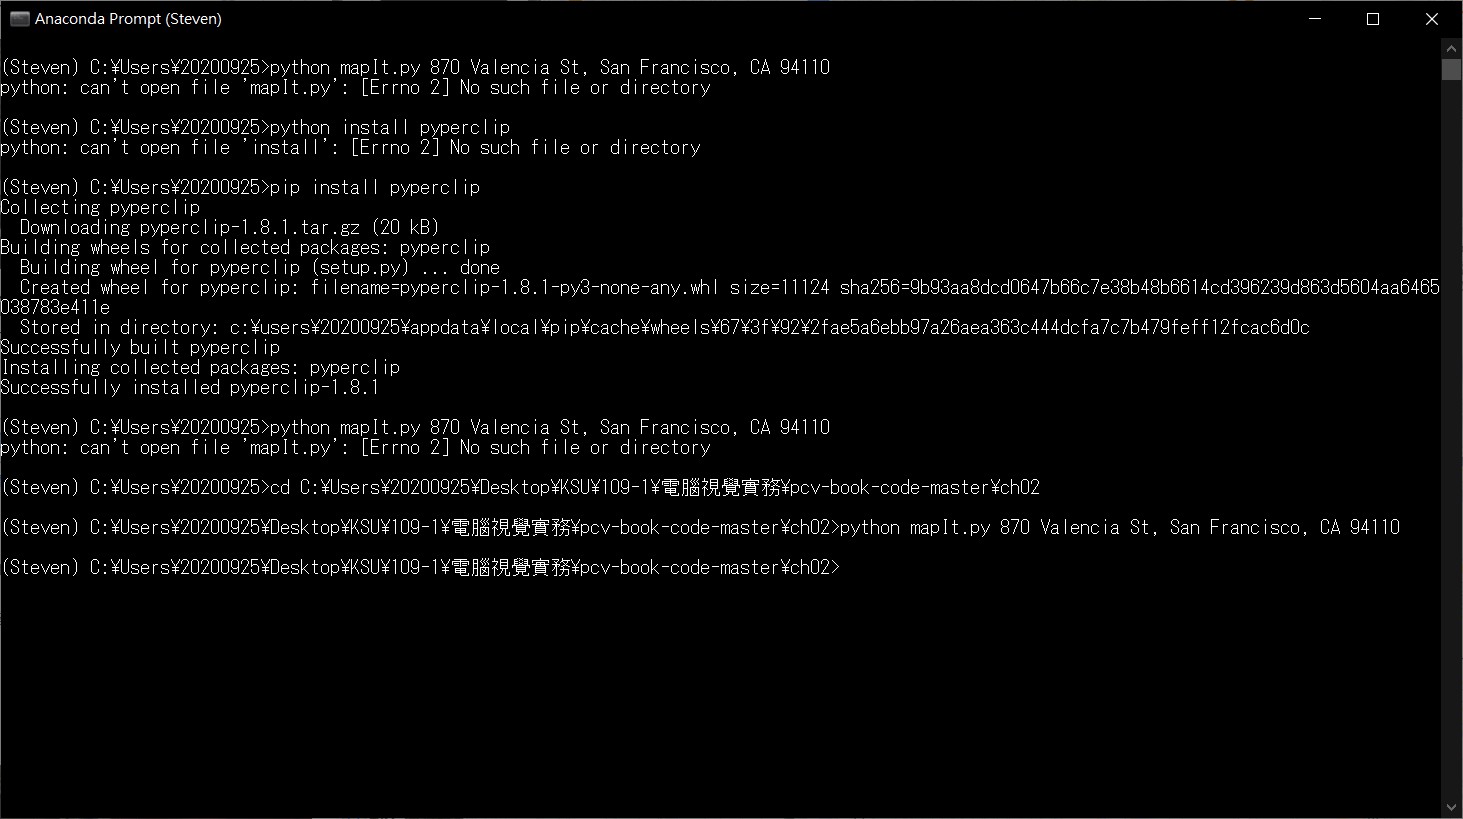 Anaconda Prompt (Steven)
(Steven) C:¥Users¥20200925>python mapIt.py 870 Valencia St, San Francisco, CA 94110
python: can't open file 'mapIt.py': [Errno 2] No such file or directory
(Steven) C:¥Users¥20200925>python install pyperclip
python: can't open file 'install': [Errno 2] No such file or directory
(Steven) C:¥Users¥20200925>pip install pyperclip
Collecting pyperclip
  Downloading pyperclip-1.8.1.tar.gz (20 kB)
Building wheels for collected packages: pyperclip
  Building wheel for pyperclip (setup.py) ... done
  Created wheel for pyperclip: filename=pyperclip-1.8.1-py3-none-any.whl size=11124 sha256=9b93aa8dcd0647b66c7e38b48b6614cd396239d863d5604aa6465
038783e411e
  Stored in directory: c:¥users¥20200925¥appdata¥local¥pip¥cache¥wheels¥67¥3f¥92¥2fae5a6ebb97a26aea363c444dcfa7c7b479feff12fcac6d0c
Successfully built pyperclip
Installing collected packages: pyperclip
Successfully installed pyperclip-1.8.1
(Steven) C:¥Users¥20200925>python mapIt.py 870 Valencia St, San Francisco, CA 94110
python: can't open file 'mapIt.py': [Errno 2] No such file or directory
(Steven) C:¥Users¥20200925>cd C:¥Users¥20200925¥Desktop¥KSU¥109-1¥電腦視覺實務¥pcv-book-code-master¥ch02
(Steven) C:¥Users¥20200925¥Desktop¥KSU¥109-1¥電腦視覺實務¥pcv-book-code-master¥ch02>python mapIt.py 870 Valencia St, San Francisco, CA 94110
(Steven) C:¥Users¥20200925¥Desktop¥KSU¥109-1¥電腦視覺實務¥pcv-book-code-master¥ch02>